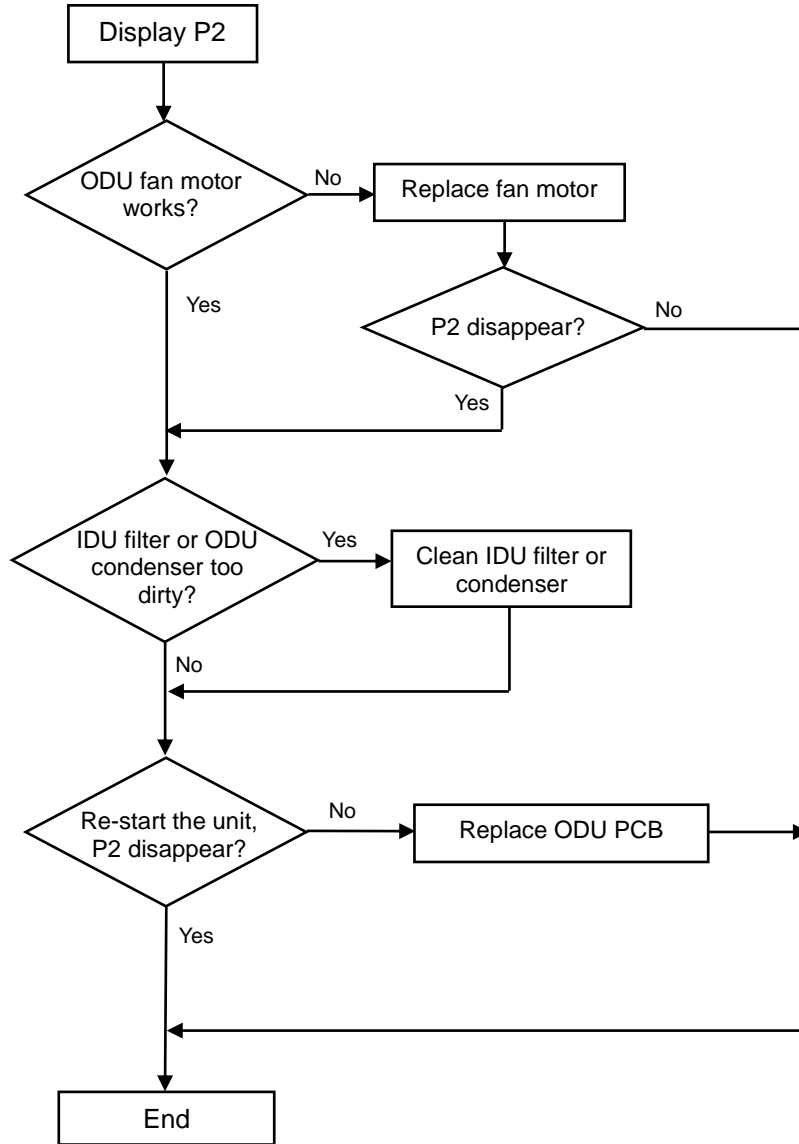 Display P2
ODU fan motor
works?
No
Replace fan motor
Yes
P2 disappear?
No
Yes
IDU filter or ODU
condenser too
dirty?
Yes
Clean IDU filter or
condenser
No
Re-start the unit,
P2 disappear?
No
Replace ODU PCB
Yes
End